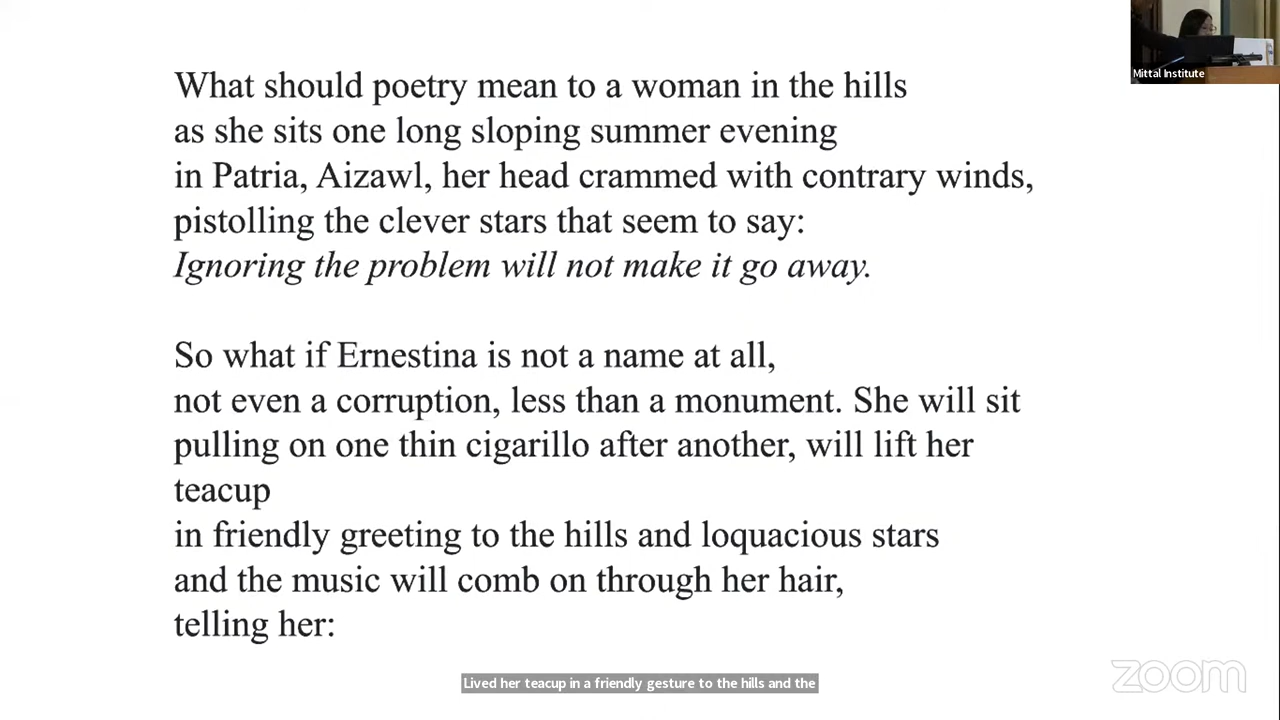 What should poetry mean to a woman in the hills
as she sits one long sloping summer evening
in Patria, Aizawl, her head crammed with contrary winds,
pistolling the clever stars that seem to say:
Ignoring the problem will not make it go away.
So what if Ernestina is not a name at all,
not even a corruption, less than a monument. She will sit
pulling on one thin cigarillo after another, will lift her
teacup
in friendly greeting to the hills and loquacious stars
and the music will comb on through her hair,
telling her:
Lived her teacup in a friendly gesture to the hills and the
Mittal Institute
zoom